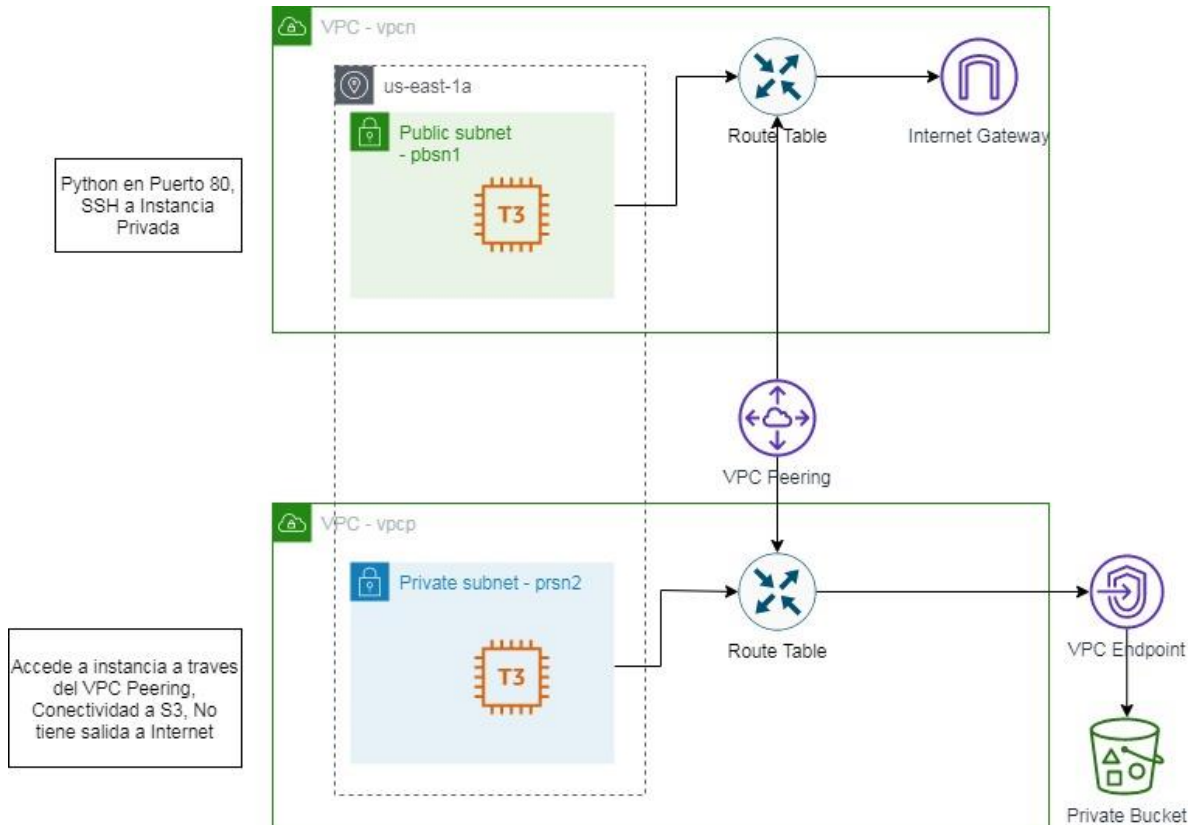 VPC - vpcn
us-east-1a
Public subnet
- pbsn1
T3
Route Table
Internet Gateway
Python en Puerto 80,
SSH a Instancia
Privada
VPC Peering
VPC - vpcp
Private subnet - prsn2
T3
Route Table
VPC Endpoint
Accede a instancia a traves
del VPC Peering,
Conectividad a S3, No
tiene salida a Internet
Private Bucket